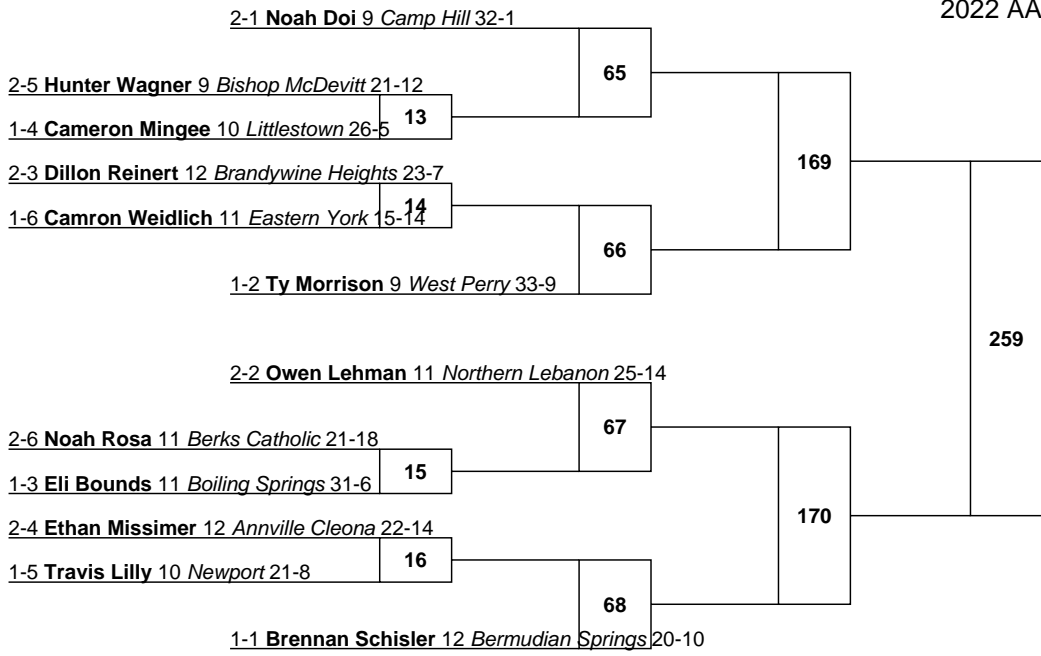 2022 AA
2-1 Noah Doi 9 Camp Hill 32-1
65
2-5 Hunter Wagner 9 Bishop McDevitt 21-12
13
1-4 Cameron Mingee 10 Littlestown 26-5
169
2-3 Dillon Reinert 12 Brandywine Heights 23-7
14
1-6 Camron Weidlich 11 Eastern York 15-14
66
1-2 Ty Morrison 9 West Perry 33-9
259
2-2 Owen Lehman 11 Northern Lebanon 25-14
67
2-6 Noah Rosa 11 Berks Catholic 21-18
15
1-3 Eli Bounds 11 Boiling Springs 31-6
170
2-4 Ethan Missimer 12 Annville Cleona 22-14
16
1-5 Travis Lilly 10 Newport 21-8
68
1-1 Brennan Schisler 12 Bermudian Springs 20-10